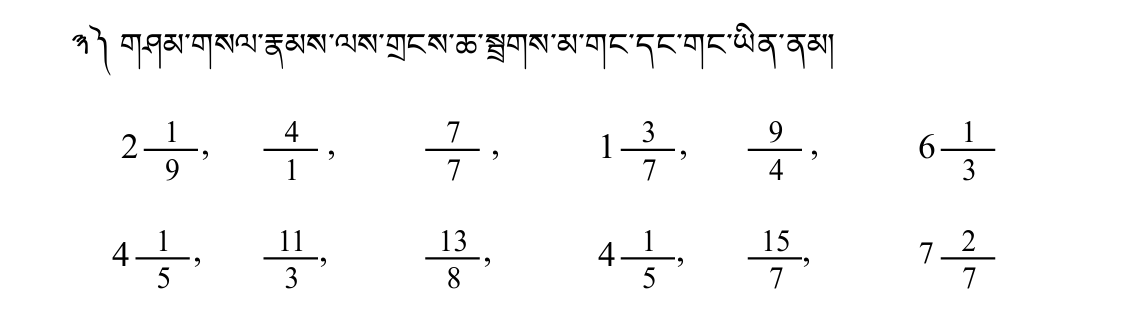 ༣༽ གཤམ་གསལ་རྣམས་ལས་གྲངས་ཆ་སྦྲགས་མ་གང་དང་གང་ཡིན་ནམ།
2 1/9, 4/1, 7/7, 1 3/7, 9/4, 6 1/3
4 1/5, 11/3, 13/8, 4 1/5, 15/7, 7 2/7